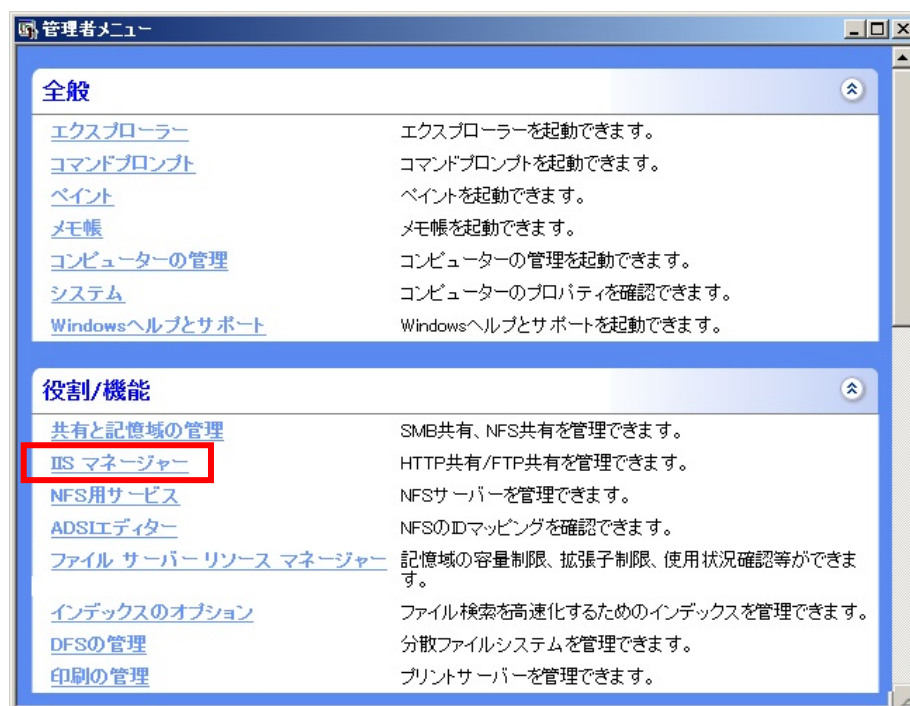 管理者メニュー
全般
エクスプローラー エクスプローラーを起動できます。
コマンドプロンプト コマンドプロンプトを起動できます。
ペイント ペイントを起動できます。
メモ帳 メモ帳を起動できます。
コンピューターの管理 コンピューターの管理を起動できます。
システム コンピューターのプロパティを確認できます。
Windowsヘルプとサポート Windowsヘルプとサポートを起動できます。
役割/機能
共有と記憶域の管理 SMB共有、NFS共有を管理できます。
IIS マネージャー HTTP共有/FTP共有を管理できます。
NFS用サービス NFSサーバーを管理できます。
ADSIエディター NFSのIDマッピングを確認できます。
ファイル サーバー リソース マネージャー 記憶域の容量制限、拡張子制限、使用状況確認等ができま
す。
インデックスのオプション ファイル検索を高速化するためのインデックスを管理できます。
DFSの管理 分散ファイルシステムを管理できます。
印刷の管理 プリントサーバーを管理できます。